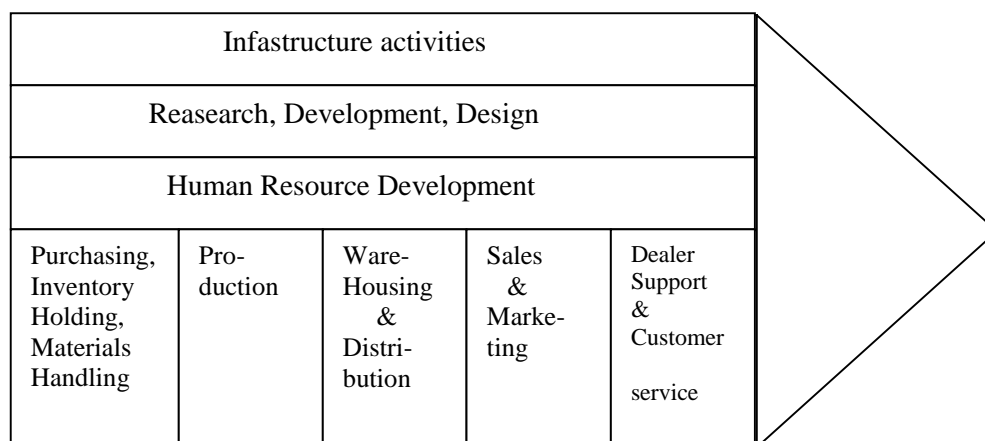 Infastructure activities
Reasearch, Development, Design
Human Resource Development
Purchasing,
Inventory
Holding,
Materials
Handling
Pro-
duction
Ware-
Housing
&
Distri-
bution
Sales
&
Marke-
ting
Dealer
Support
&
Customer
service